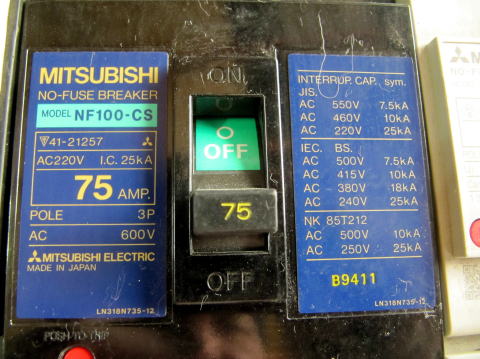 MITSUBISHI
NO-FUSE BREAKER
MODEL NF100-CS
41-21257
AC220V I.C. 25kA
75 AMP.
POLE 3P
AC 600V
MITSUBISHI ELECTRIC
MADE IN JAPAN
LN318N735-12
PUSH-TO-TRIP
ON
O
OFF
75
OFF
INTERRUP. CAP. sym.
JIS.
AC 550V 7.5kA
AC 460V 10kA
AC 220V 25kA
IEC. BS.
AC 500V 7.5kA
AC 415V 10kA
AC 380V 18kA
AC 240V 25kA
NK 85T212
AC 500V 10kA
AC 250V 25kA
B9411
LN318N735-12
NO-FU